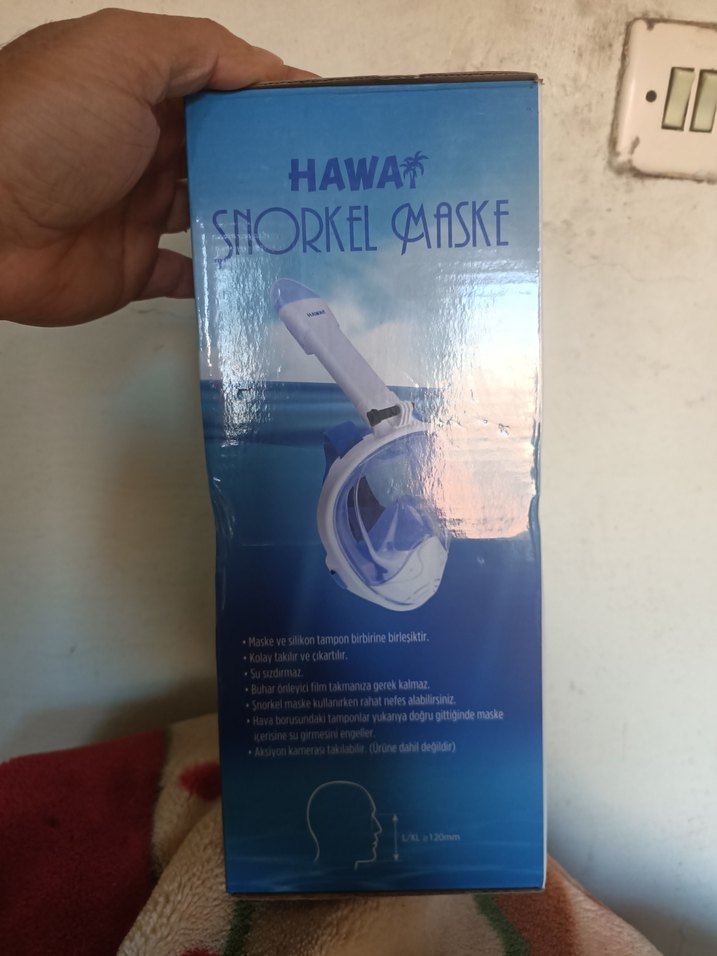 HAWAİ
ŞNORKEL MASKE
HAWAİ
• Maske ve silikon tampon birbirine birleşiktir.
• Kolay takılır ve çıkartılır.
• Su sızdırmaz.
• Buhar önleyici film takmanıza gerek kalmaz.
• Şnorkel maske kullanırken rahat nefes alabilirsiniz.
• Hava borusundaki tamponlar yukarıya doğru gittiğinde maske
içerisine su girmesini engeller.
• Aksiyon kamerası takılabilir. (Ürüne dahil değildir)
L/XL ≥120mm